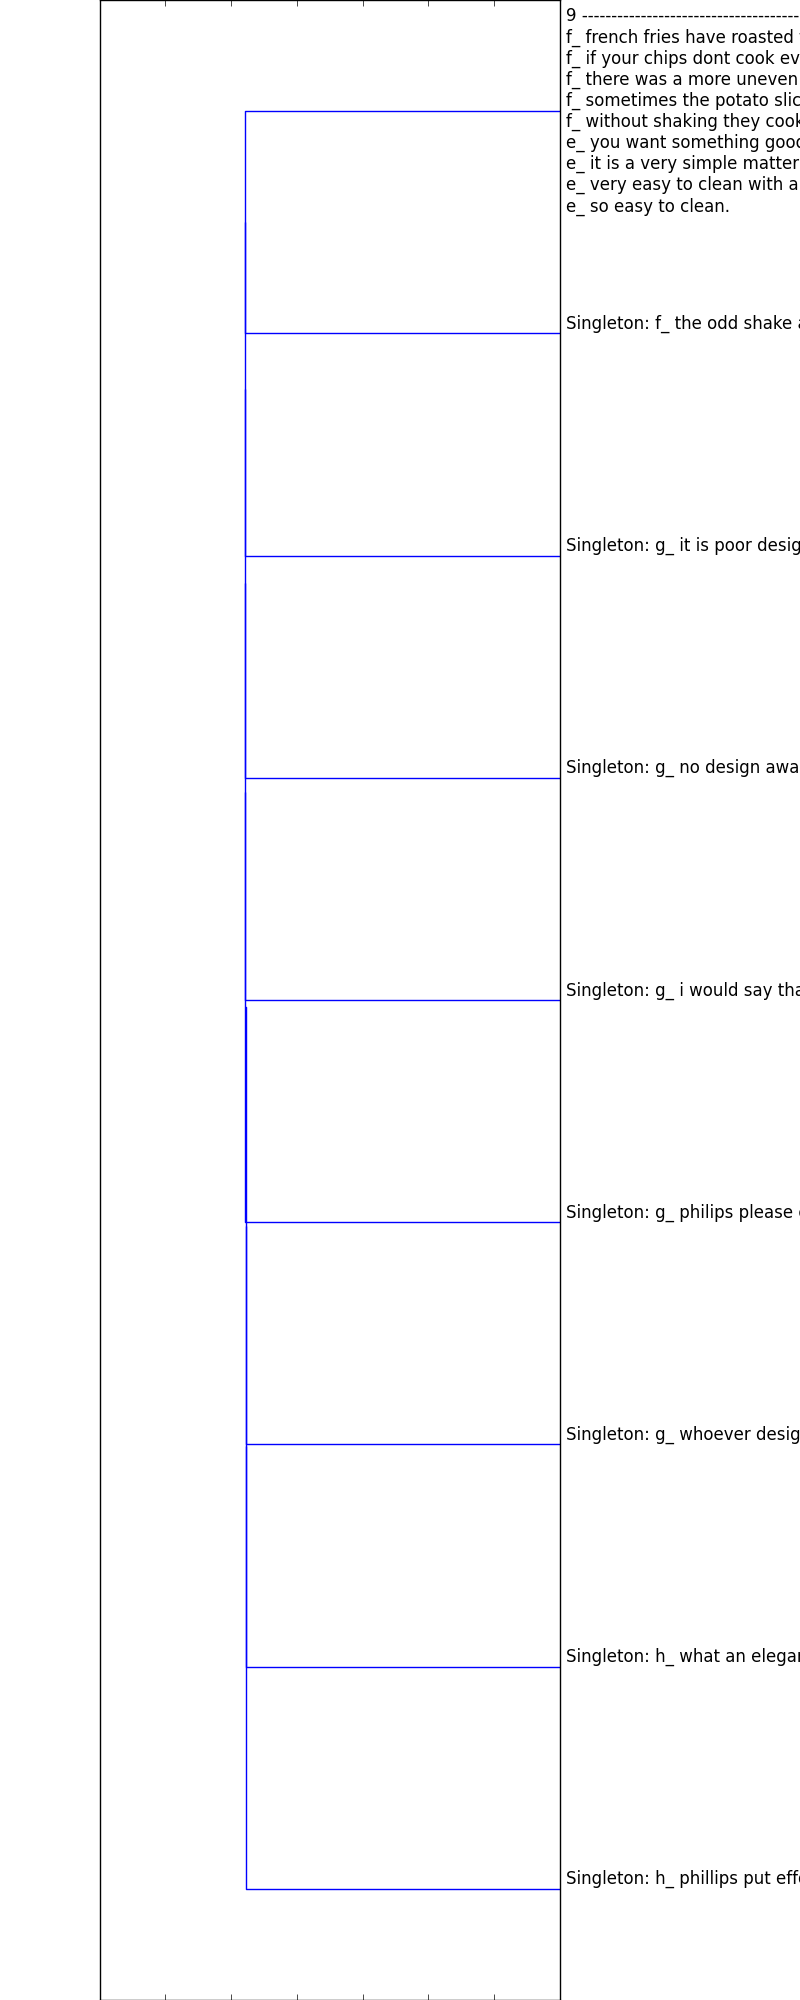 9 -------------------------------------
f_ french fries have roasted
f_ if your chips dont cook ev
f_ there was a more uneven
f_ sometimes the potato slic
f_ without shaking they cook
e_ you want something good
e_ it is a very simple matter
e_ very easy to clean with a
e_ so easy to clean.
Singleton: f_ the odd shake
Singleton: g_ it is poor desig
Singleton: g_ no design awa
Singleton: g_ i would say tha
Singleton: g_ philips please
Singleton: g_ whoever desig
Singleton: h_ what an elegan
Singleton: h_ phillips put eff